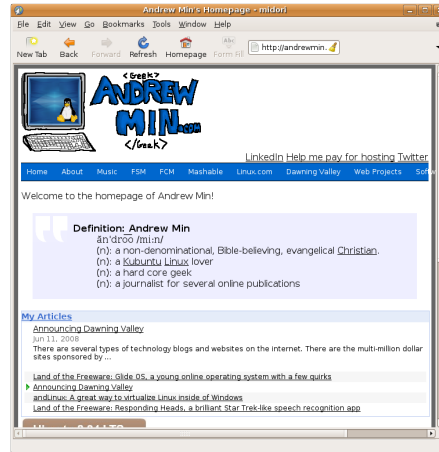 Andrew Min's Homepage - midori
File Edit View Go Bookmarks Tools Window Help
New Tab Back Forward Refresh Homepage Form Fill http://andrewmin.
<Geek>
ANDREW
MIN.com
</Geek>
LinkedIn Help me pay for hosting Twitter
Home About Music FSM FCM Mashable Linux.com Dawning Valley Web Projects Softw
Welcome to the homepage of Andrew Min!
Definition: Andrew Min
ăn'dro͞o /mi:n/
(n): a non-denominational, Bible-believing, evangelical Christian.
(n): a Kubuntu Linux lover
(n): a hard core geek
(n): a journalist for several online publications
My Articles
Announcing Dawning Valley
Jun 11, 2008
There are several types of technology blogs and websites on the internet. There are the multi-million dollar
sites sponsored by ...
Land of the Freeware: Glide OS, a young online operating system with a few quirks
Announcing Dawning Valley
andLinux: A great way to virtualize Linux inside of Windows
Land of the Freeware: Responding Heads, a brilliant Star Trek-like speech recognition app